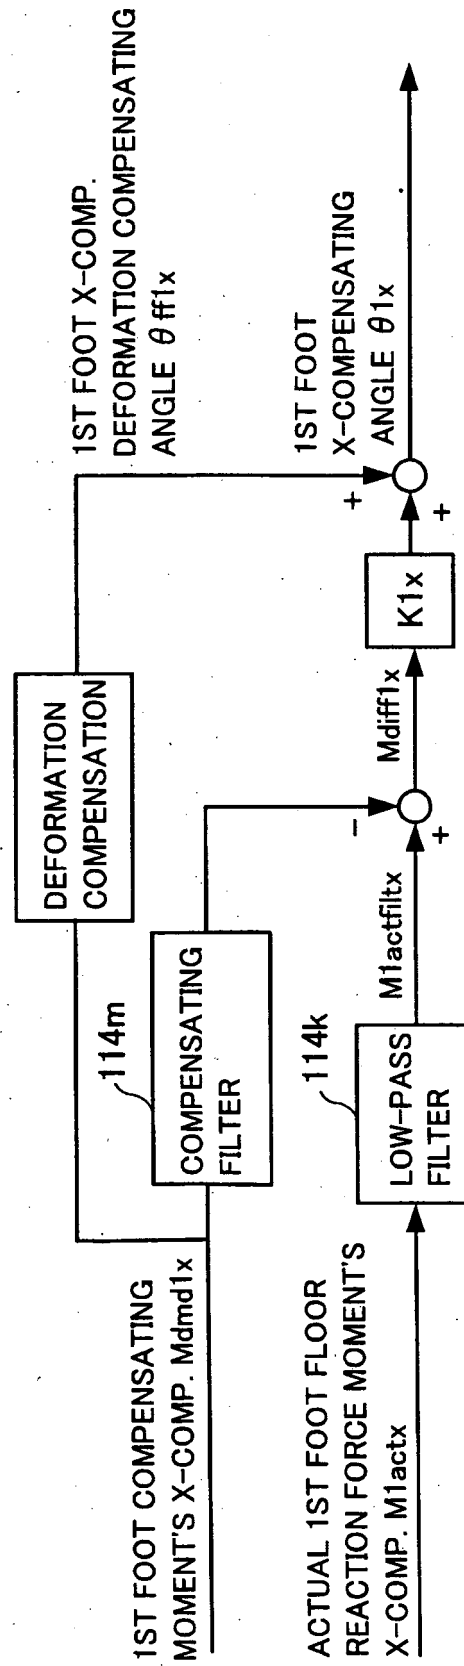 1ST FOOT COMPENSATING
MOMENT'S X-COMP. Mdmd1x
DEFORMATION
COMPENSATION
1ST FOOT X-COMP.
DEFORMATION COMPENSATING
ANGLE θff1x
114m
COMPENSATING
FILTER
ACTUAL 1ST FOOT FLOOR
REACTION FORCE MOMENT'S
X-COMP. M1actx
114k
LOW-PASS
FILTER
M1actfiltx
-
+
Mdiff1x
K1x
+
+
1ST FOOT
X-COMPENSATING
ANGLE θ1x